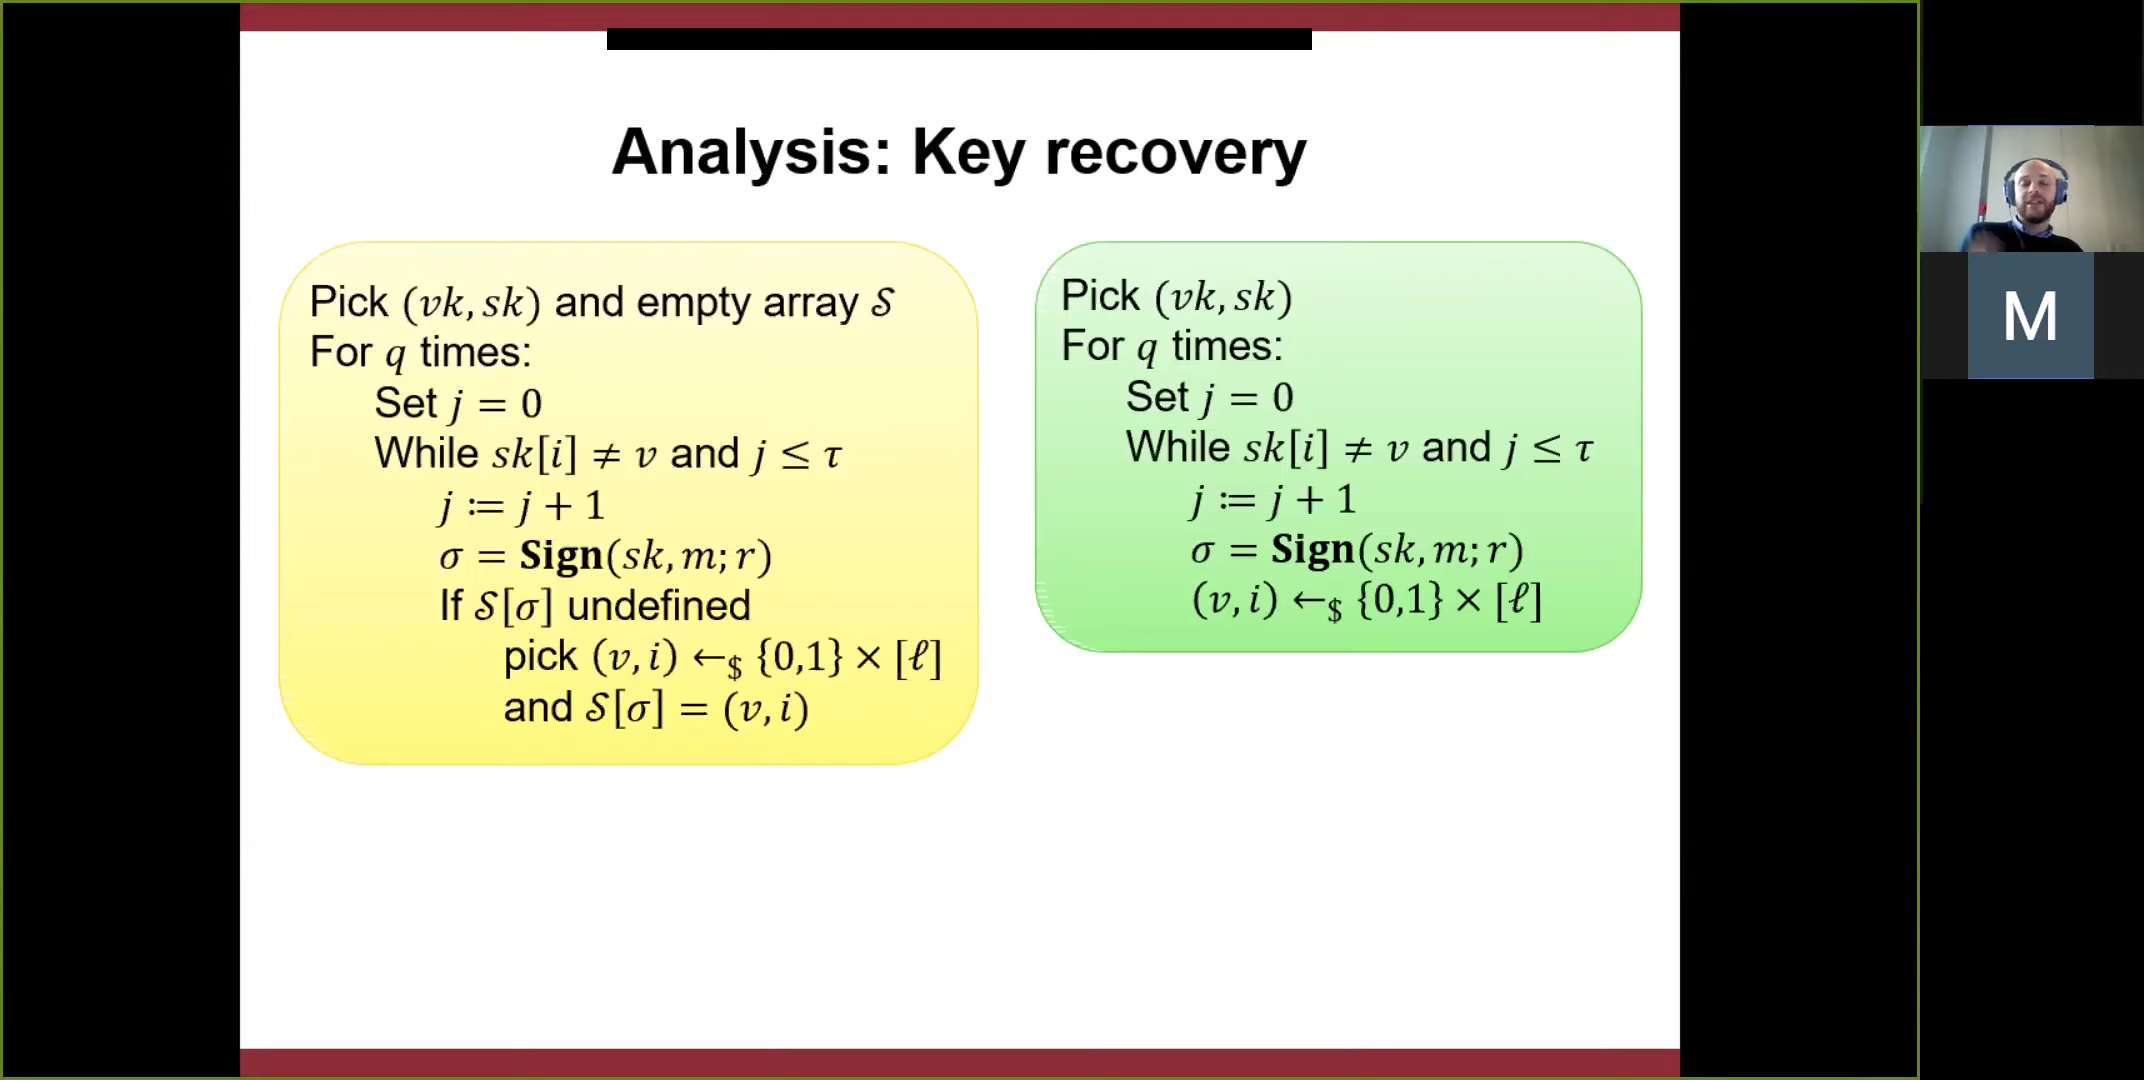 Analysis: Key recovery
Pick (vk, sk) and empty array 𝒮
For q times:
Set j = 0
While sk[i] ≠ v and j ≤ τ
j ≔ j + 1
σ = Sign(sk, m; r)
If 𝒮[σ] undefined
pick (v, i) ←$ {0,1} × [ℓ]
and 𝒮[σ] = (v, i)
Pick (vk, sk)
For q times:
Set j = 0
While sk[i] ≠ v and j ≤ τ
j ≔ j + 1
σ = Sign(sk, m; r)
(v, i) ←$ {0,1} × [ℓ]
M